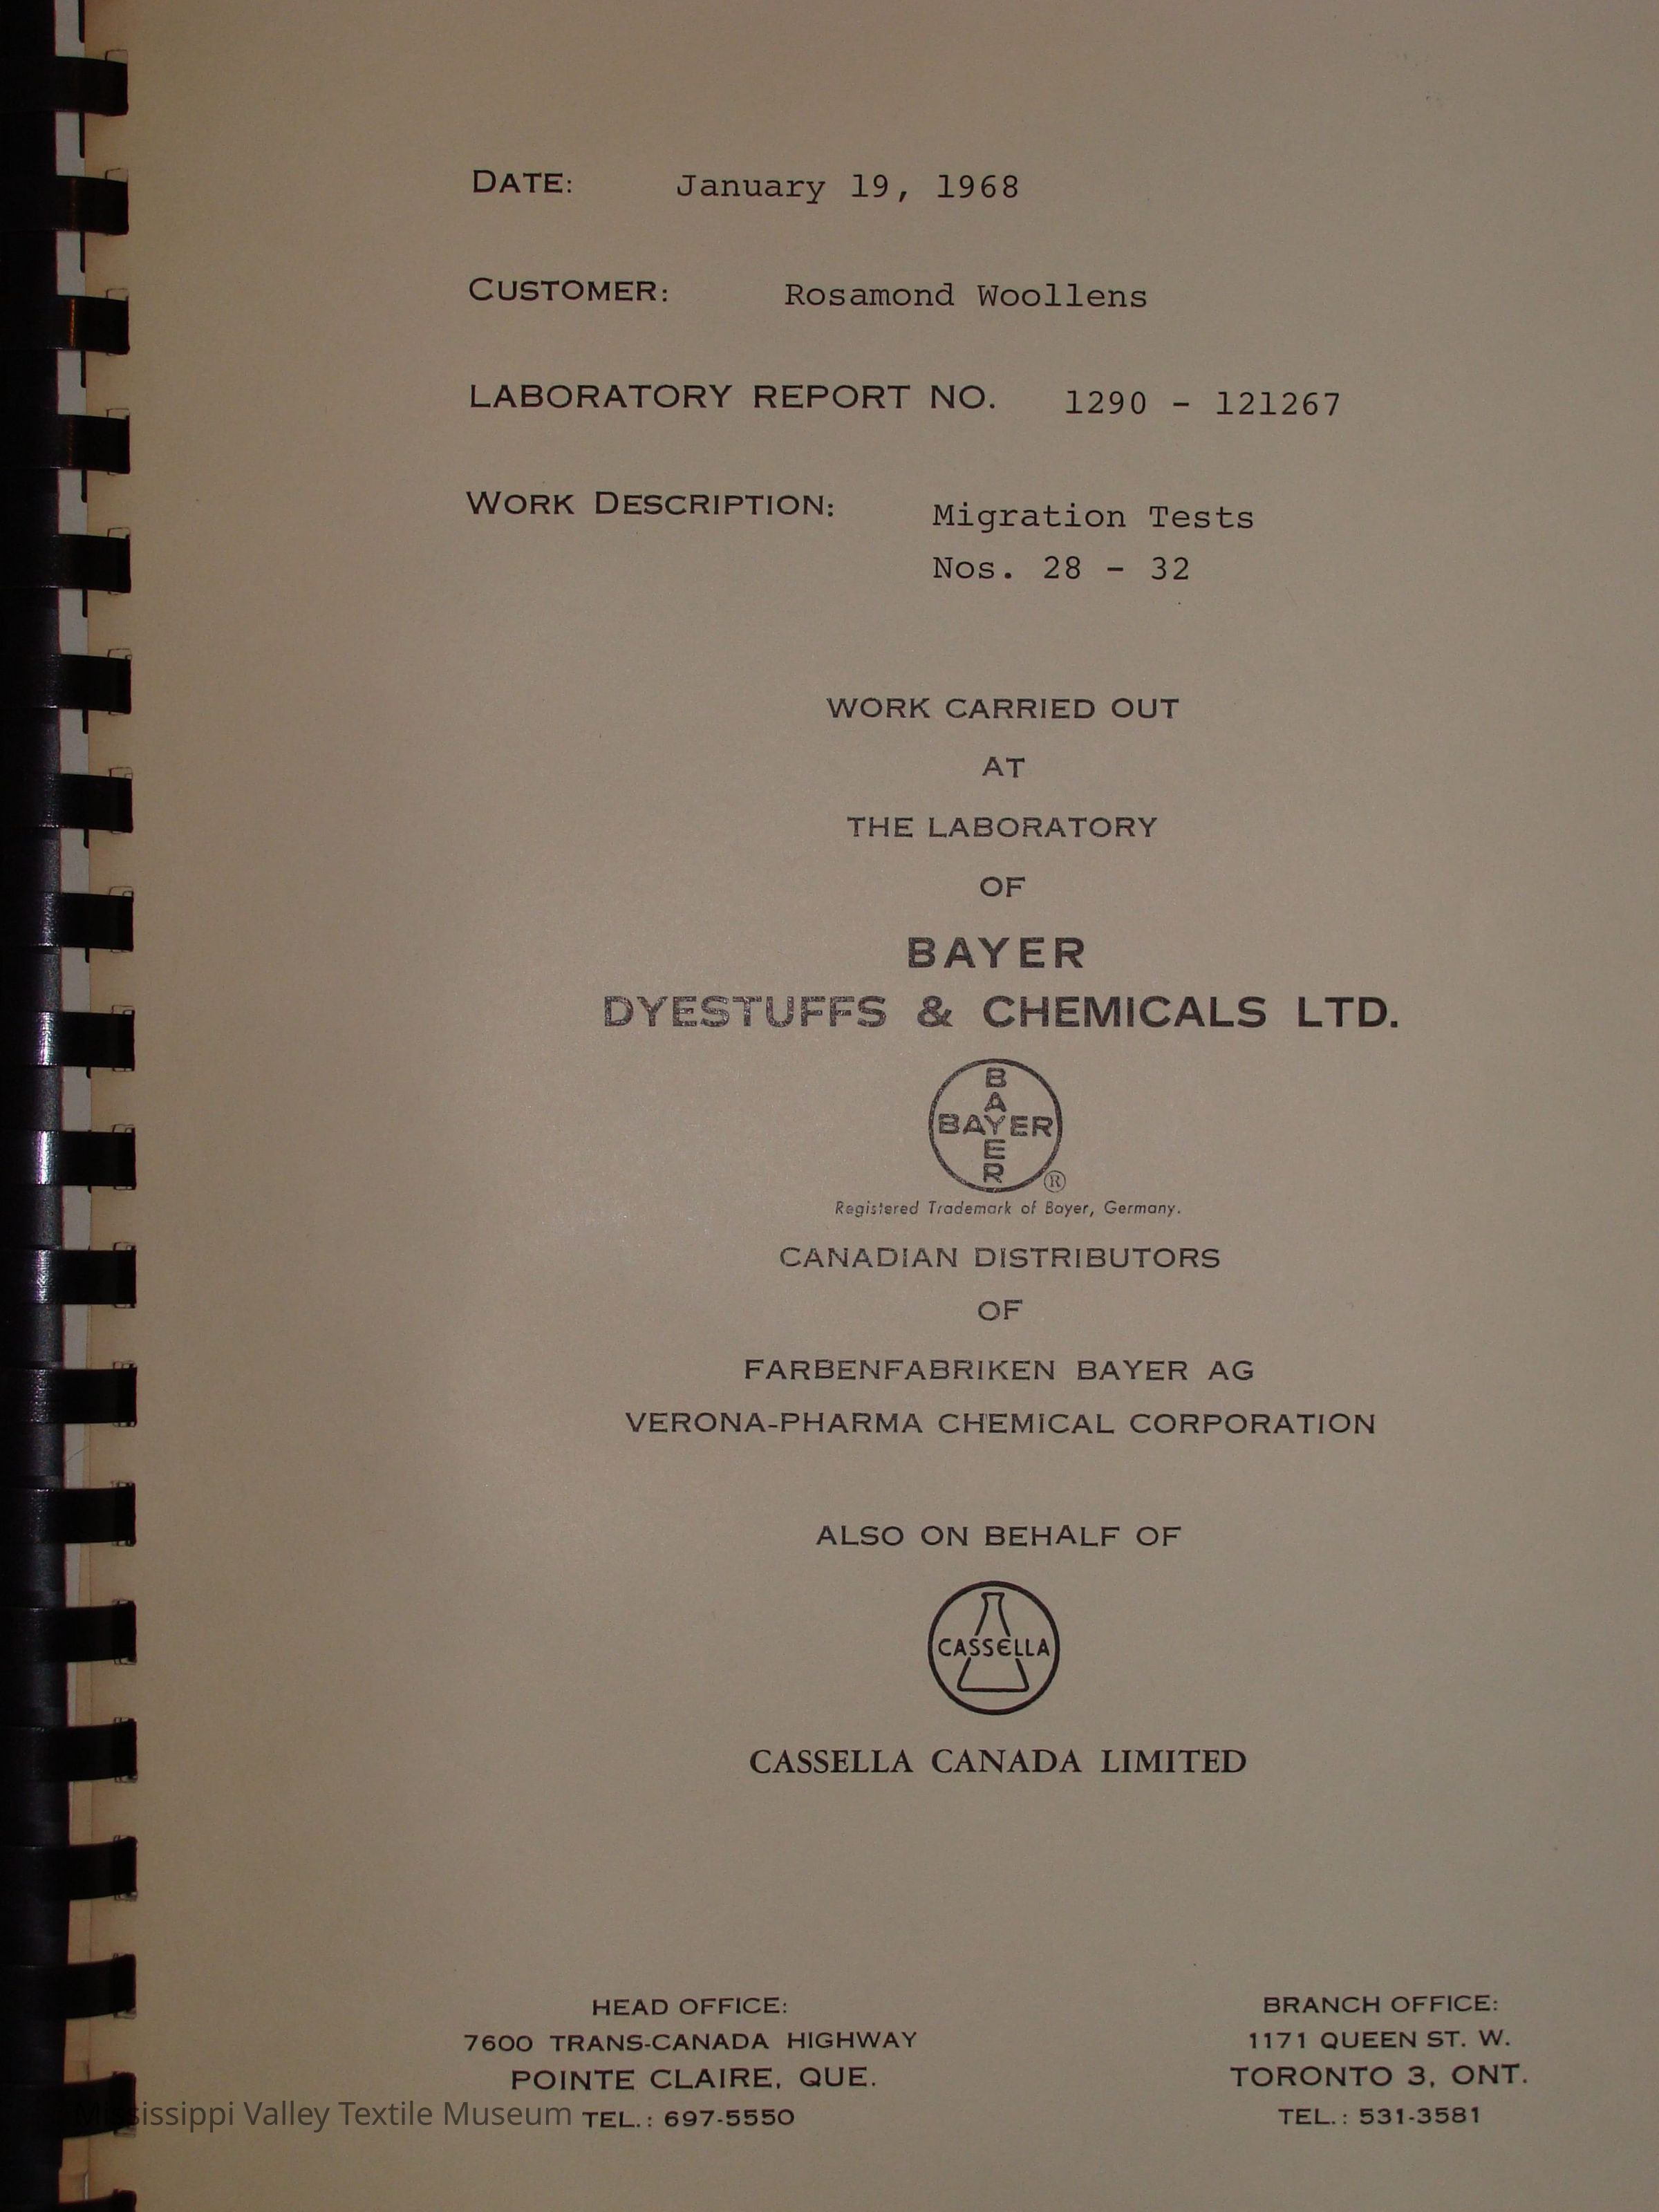 DATE: January 19, 1968
CUSTOMER: Rosamond Woollens
LABORATORY REPORT NO. 1290 - 121267
WORK DESCRIPTION: Migration Tests
Nos. 28 - 32
WORK CARRIED OUT
AT
THE LABORATORY
OF
BAYER
DYESTUFFS & CHEMICALS LTD.
BAYER
BAYER
®
Registered Trademark of Bayer, Germany.
CANADIAN DISTRIBUTORS
OF
FARBENFABRIKEN BAYER AG
VERONA-PHARMA CHEMICAL CORPORATION
ALSO ON BEHALF OF
CASSELLA
CASSELLA CANADA LIMITED
HEAD OFFICE:
7600 TRANS-CANADA HIGHWAY
POINTE CLAIRE, QUE.
TEL.: 697-5550
BRANCH OFFICE:
1171 QUEEN ST. W.
TORONTO 3, ONT.
TEL.: 531-3581
Mississippi Valley Textile Museum